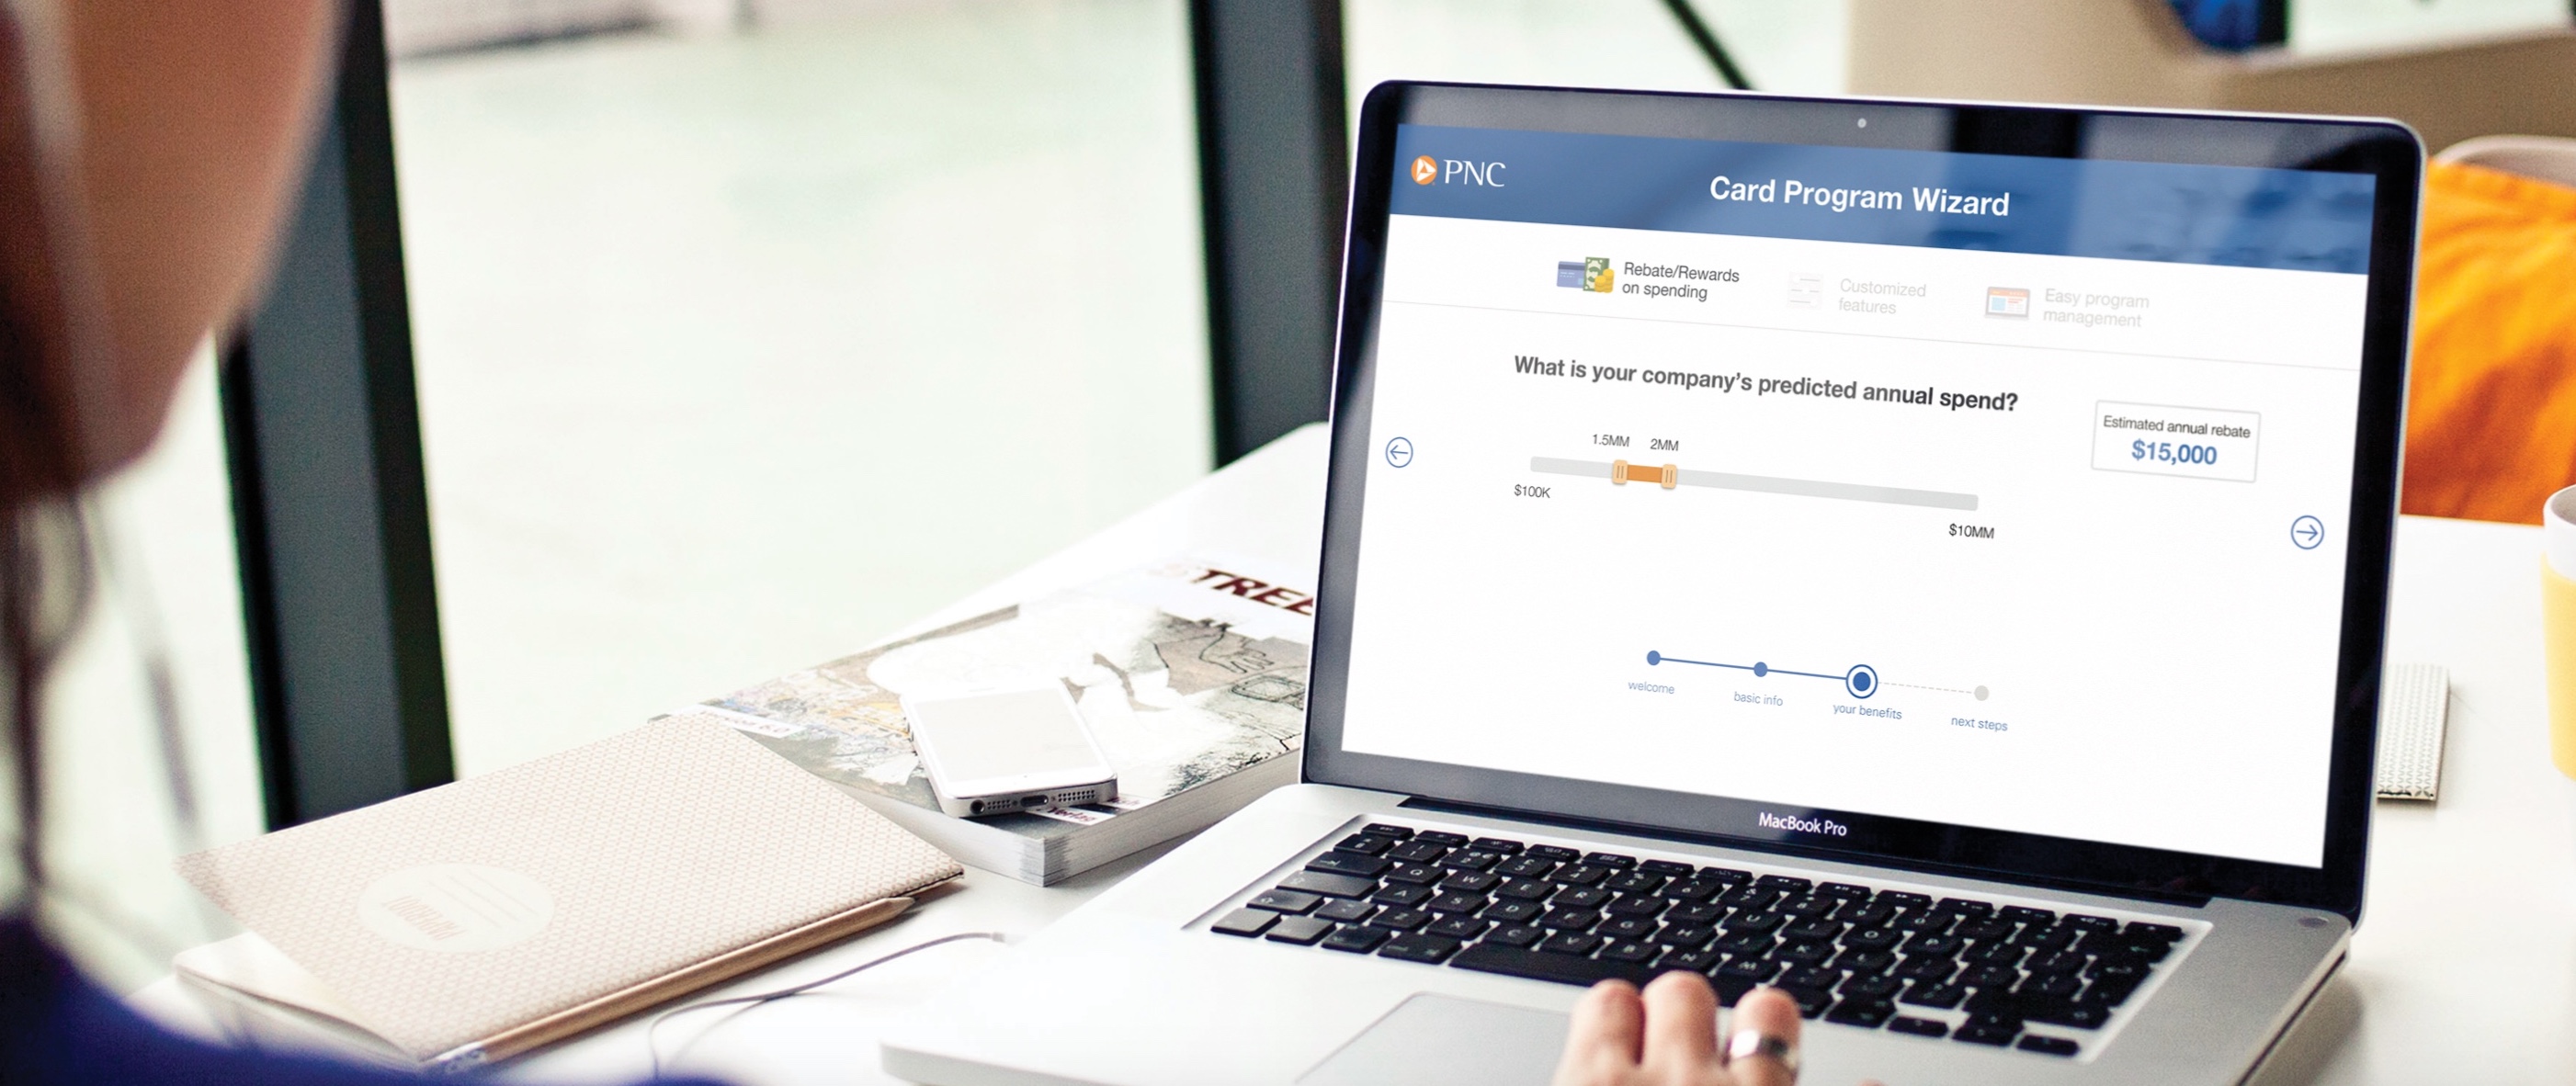 PNC
Card Program Wizard
Rebate/Rewards
on spending
Customized
features
Easy program
management
What is your company's predicted annual spend?
1.5MM
2MM
$100K
$10MM
Estimated annual rebate
$15,000
welcome
basic info
your benefits
next steps
MacBook Pro
STREE